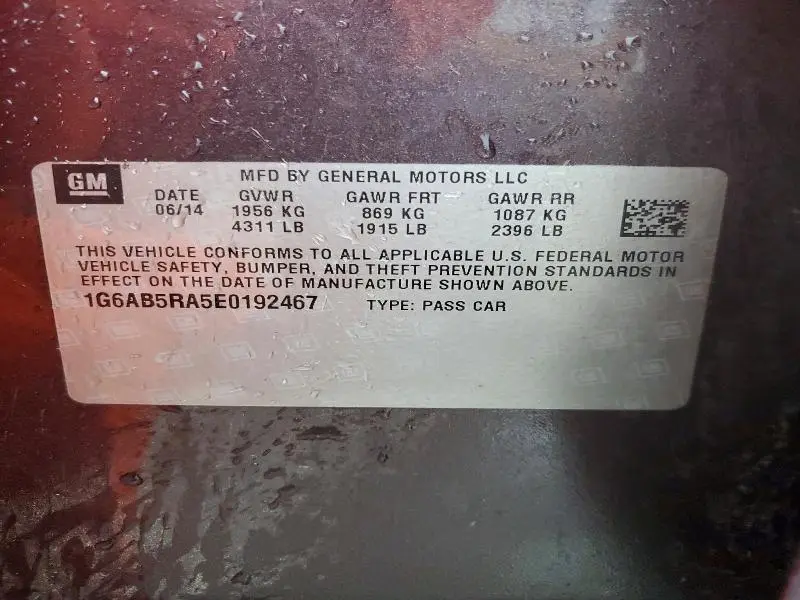 GM
MFD BY GENERAL MOTORS LLC
DATE GVWR GAWR FRT GAWR RR
06/14 1956 KG 869 KG 1087 KG
4311 LB 1915 LB 2396 LB
THIS VEHICLE CONFORMS TO ALL APPLICABLE U.S. FEDERAL MOTOR
VEHICLE SAFETY, BUMPER, AND THEFT PREVENTION STANDARDS IN
EFFECT ON THE DATE OF MANUFACTURE SHOWN ABOVE.
1G6AB5RA5E0192467 TYPE: PASS CAR